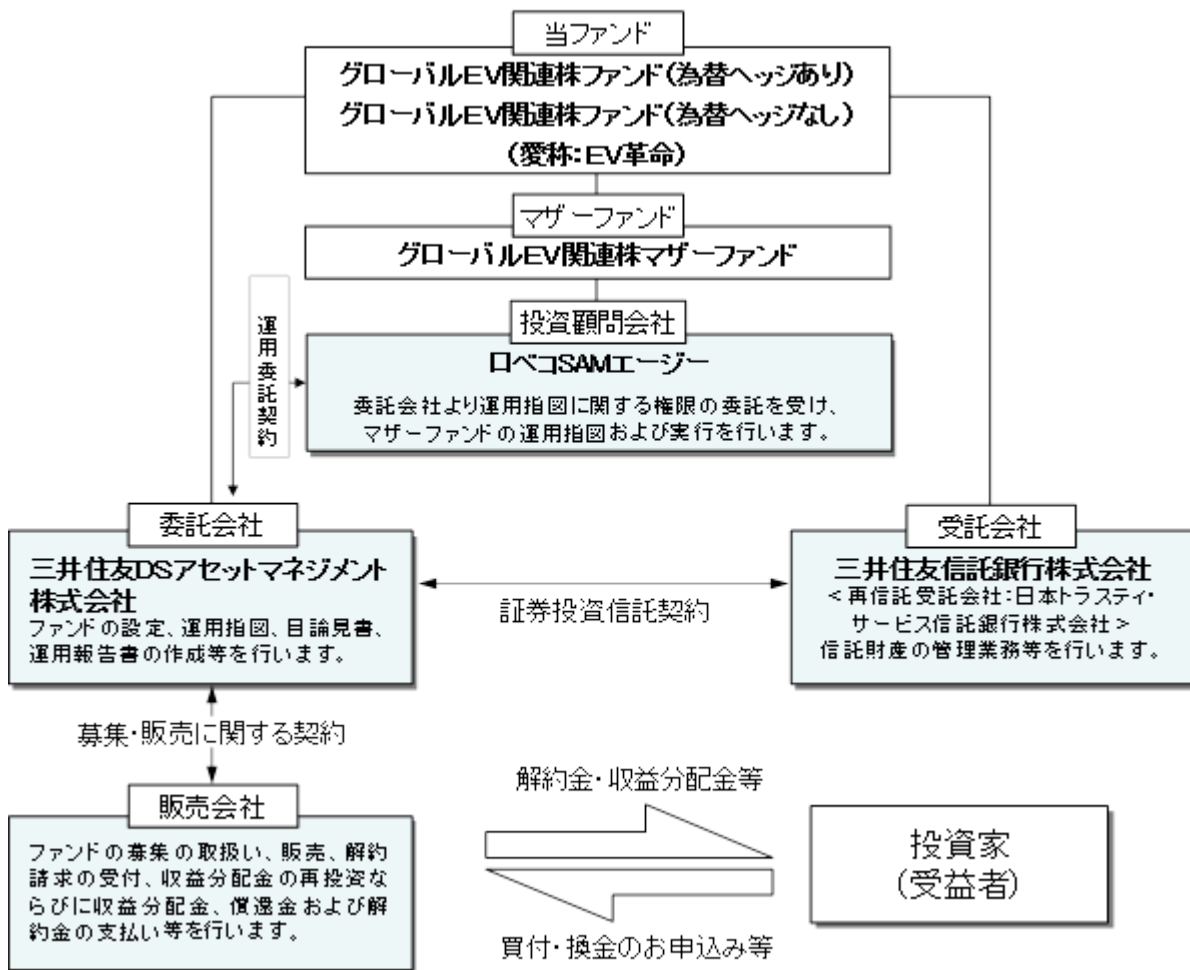 当ファンド
グローバルEV関連株ファンド(為替ヘッジあり)
グローバルEV関連株ファンド(為替ヘッジなし)
(愛称:EV革命)
マザーファンド
グローバルEV関連株マザーファンド
運用委託契約
投資顧問会社
ロベコSAMエージー
委託会社より運用指図に関する権限の委託を受け、
マザーファンドの運用指図および実行を行います。
委託会社
三井住友DSアセットマネジメント
株式会社
ファンドの設定、運用指図、目論見書、
運用報告書の作成等を行います。
証券投資信託契約
受託会社
三井住友信託銀行株式会社
<再信託受託会社:日本トラスティ・
サービス信託銀行株式会社>
信託財産の管理業務等を行います。
募集・販売に関する契約
販売会社
ファンドの募集の取扱い、販売、解約
請求の受付、収益分配金の再投資な
らびに収益分配金、償還金および解
約金の支払い等を行います。
解約金・収益分配金等
買付・換金のお申込み等
投資家
(受益者)